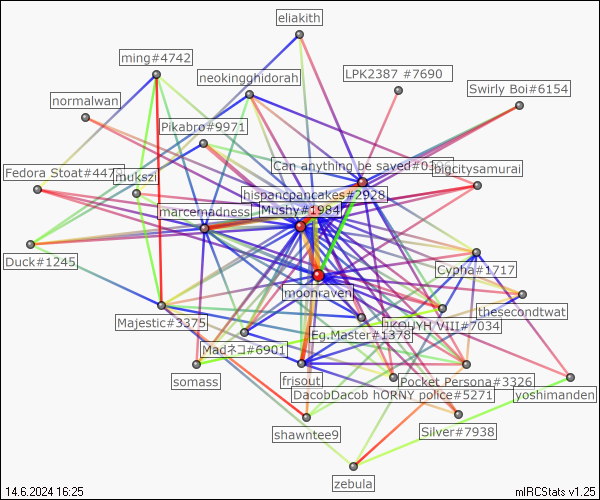 eliakith
ming#4742
neokingghidorah
LPK2387 #7690
Swirly Boi#6154
normalwan
Pikabro#9971
Can anything be saved#0
bigcitysamurai
Fedora Stoat#447
mukszi
hispancpancakes#2928
marcemadness
Mushy#1984
Duck#1245
Cypha#1717
moonraven
thesecondtwat
Majestic#3375
Eg.Master#1378
JKOUYH VIII#7034
Madネコ#6901
somass
frisout
Pocket Persona#3326
DacobDacob hORNY police#5271
yoshimanden
shawntee9
Silver#7938
zebula
14.6.2024 16:25
mIRCStats v1.25